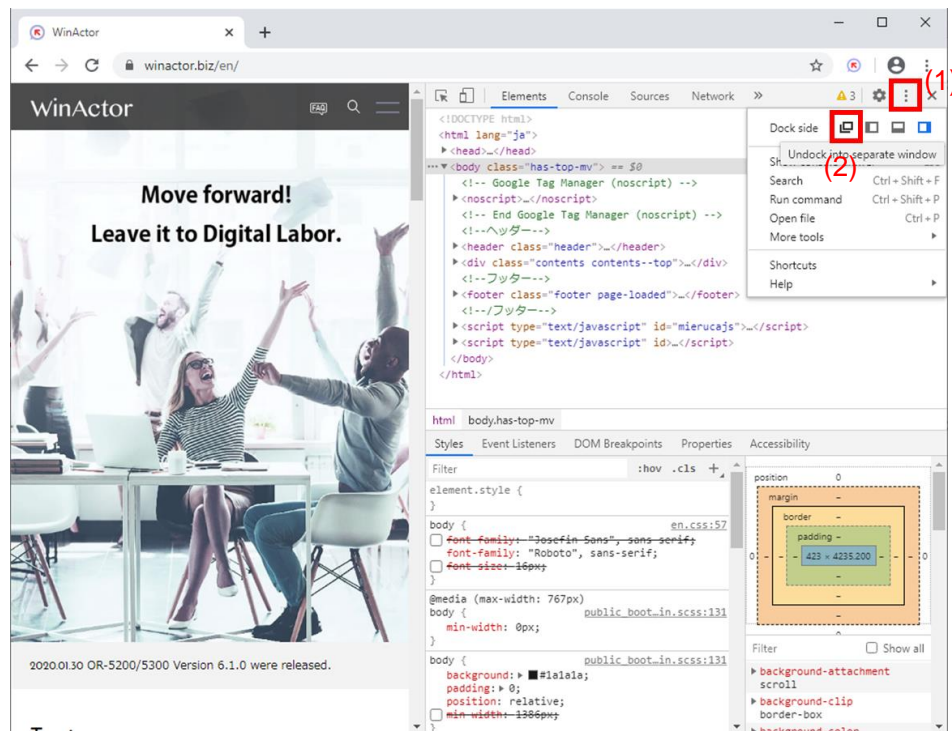 WinActor
winactor.biz/en/
(1)
WinActor
FAQ
Move forward!
Leave it to Digital Labor.
2020.01.30 OR-5200/5300 Version 6.1.0 were released.
Elements Console Sources Network » 3
Dock side
Undock into separate window
(2)
Search Ctrl + Shift + F
Run command Ctrl + Shift + P
Open file Ctrl + P
More tools
Shortcuts
Help
<!DOCTYPE html>
<html lang="ja">
<head>…</head>
<body class="has-top-mv"> == $0
<!-- Google Tag Manager (noscript) -->
<noscript>…</noscript>
<!-- End Google Tag Manager (noscript) -->
<!--ヘッダー-->
<header class="header">…</header>
<div class="contents contents--top">…</div>
<!--フッター-->
<footer class="footer page-loaded">…</footer>
<!--/フッター-->
<script type="text/javascript" id="mierucajs">…</script>
<script type="text/javascript" id>…</script>
</body>
</html>
html body.has-top-mv
Styles Event Listeners DOM Breakpoints Properties Accessibility
Filter :hov .cls +
element.style {
}
body { en.css:57
font-family: "Josefin Sans", sans-serif;
font-family: "Roboto", sans-serif;
font-size: 16px;
}
@media (max-width: 767px)
body { public_boot…in.scss:131
min-width: 0px;
}
body { public_boot…in.scss:131
background: #1a1a1a;
padding: 0;
position: relative;
min-width: 1386px;
}
position 0
margin -
border -
padding -
0 - - - 423 × 4235.200 - - - 0
-
-
-
Filter Show all
background-attachment
scroll
background-clip
border-box
background-color